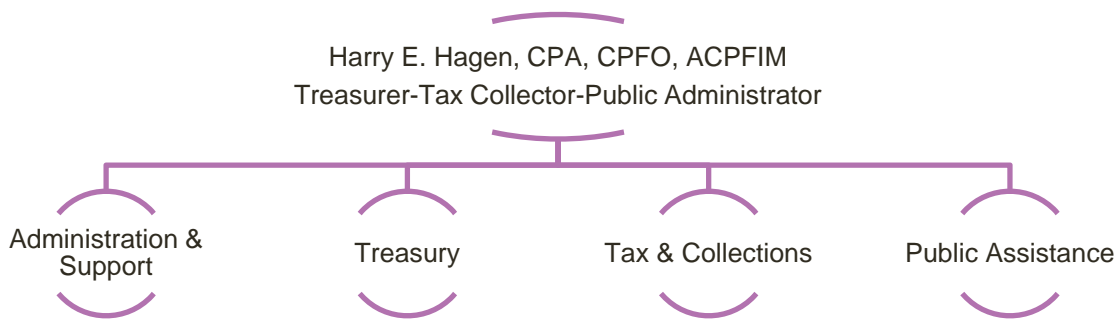 Harry E. Hagen, CPA, CPFO, ACPFIM
Treasurer-Tax Collector-Public Administrator
Administration &
Support
Treasury
Tax & Collections
Public Assistance